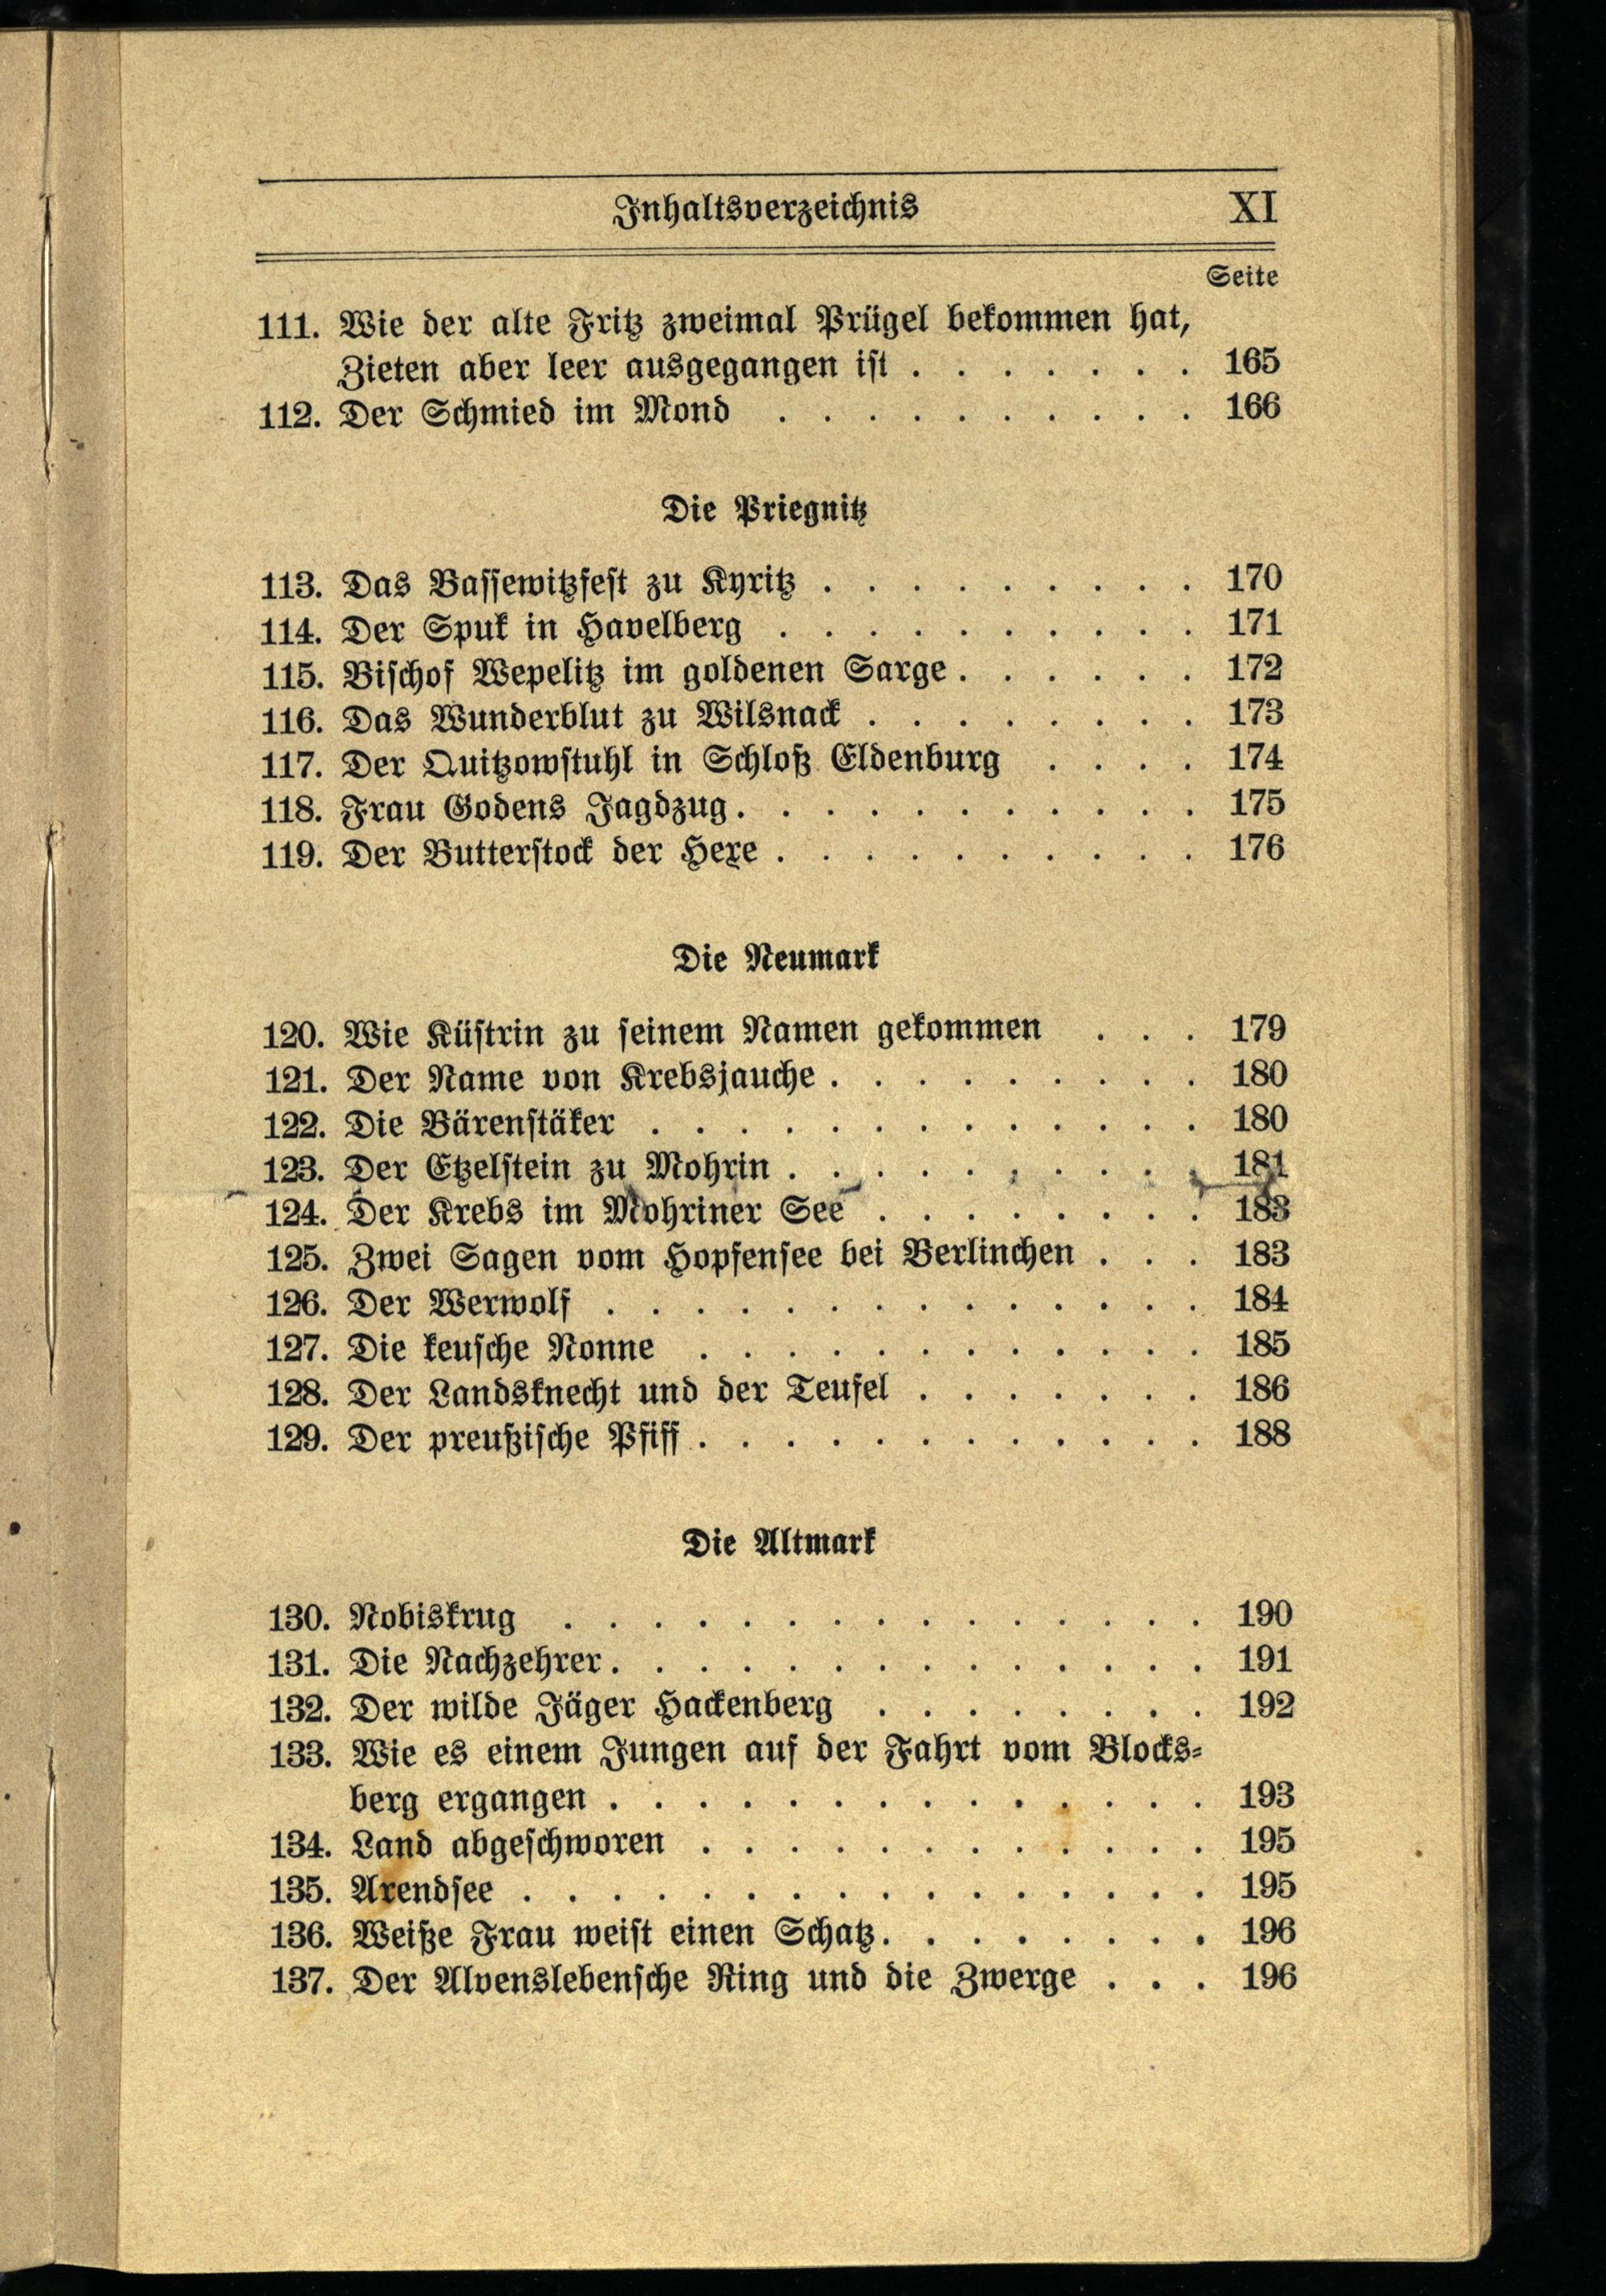 Inhaltsverzeichnis XI
Seite
111. Wie der alte Fritz zweimal Prügel bekommen hat,
Zieten aber leer ausgegangen ist . . . . . . . 165
112. Der Schmied im Mond . . . . . . . . . . 166
Die Priegnitz
113. Das Bassewitzfest zu Kyritz . . . . . . . . . 170
114. Der Spuk in Havelberg . . . . . . . . . . 171
115. Bischof Wepelitz im goldenen Sarge . . . . . . 172
116. Das Wunderblut zu Wilsnack . . . . . . . . 173
117. Der Quitzowstuhl in Schloß Eldenburg . . . . 174
118. Frau Godens Jagdzug . . . . . . . . . . . 175
119. Der Butterstock der Hexe . . . . . . . . . . 176
Die Neumark
120. Wie Küstrin zu seinem Namen gekommen . . . 179
121. Der Name von Krebsjauche . . . . . . . . . 180
122. Die Bärenstäker . . . . . . . . . . . . . 180
123. Der Etzelstein zu Mohrin . . . . . . . . . . 181
124. Der Krebs im Mohriner See . . . . . . . . 183
125. Zwei Sagen vom Hopfensee bei Berlinchen . . . 183
126. Der Werwolf . . . . . . . . . . . . . . 184
127. Die keusche Nonne . . . . . . . . . . . . 185
128. Der Landsknecht und der Teufel . . . . . . . 186
129. Der preußische Pfiff . . . . . . . . . . . . 188
Die Altmark
130. Nobiskrug . . . . . . . . . . . . . . . 190
131. Die Nachzehrer . . . . . . . . . . . . . . 191
132. Der wilde Jäger Hackenberg . . . . . . . . 192
133. Wie es einem Jungen auf der Fahrt vom Blocks-
berg ergangen . . . . . . . . . . . . . . 193
134. Land abgeschworen . . . . . . . . . . . . 195
135. Arendsee . . . . . . . . . . . . . . . . 195
136. Weiße Frau weist einen Schatz . . . . . . . . 196
137. Der Alvenslebensche Ring und die Zwerge . . . 196